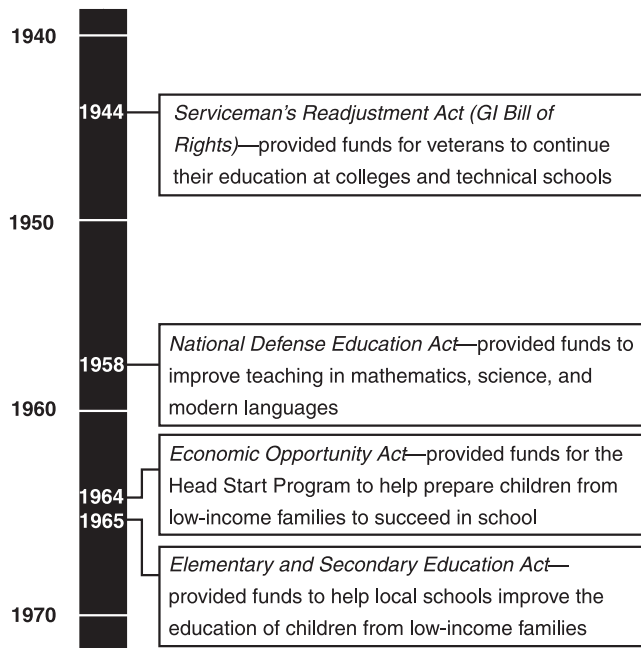 1940
1944
Serviceman's Readjustment Act (GI Bill of
Rights)—provided funds for veterans to continue
their education at colleges and technical schools
1950
1958
National Defense Education Act—provided funds to
improve teaching in mathematics, science, and
modern languages
1960
1964
Economic Opportunity Act—provided funds for the
Head Start Program to help prepare children from
low-income families to succeed in school
1965
Elementary and Secondary Education Act—
provided funds to help local schools improve the
education of children from low-income families
1970